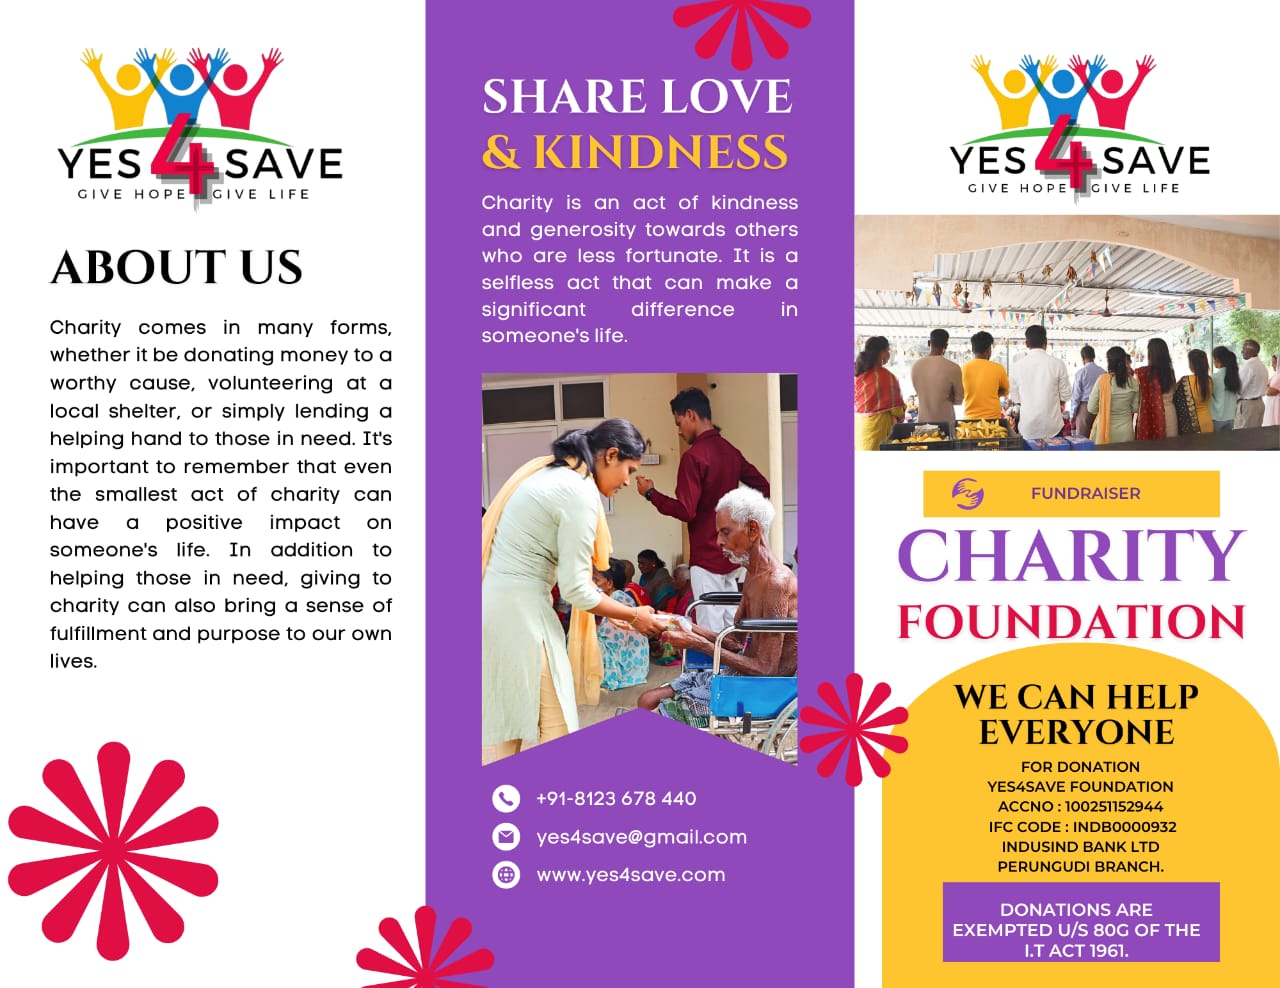 YES 4 SAVE
GIVE HOPE GIVE LIFE
ABOUT US
Charity comes in many forms,
whether it be donating money to a
worthy cause, volunteering at a
local shelter, or simply lending a
helping hand to those in need. It's
important to remember that even
the smallest act of charity can
have a positive impact on
someone's life. In addition to
helping those in need, giving to
charity can also bring a sense of
fulfillment and purpose to our own
lives.
SHARE LOVE
& KINDNESS
Charity is an act of kindness
and generosity towards others
who are less fortunate. It is a
selfless act that can make a
significant difference in
someone's life.
+91-8123 678 440
yes4save@gmail.com
www.yes4save.com
YES 4 SAVE
GIVE HOPE GIVE LIFE
FUNDRAISER
CHARITY
FOUNDATION
WE CAN HELP
EVERYONE
FOR DONATION
YES4SAVE FOUNDATION
ACCNO : 100251152944
IFC CODE : INDB0000932
INDUSIND BANK LTD
PERUNGUDI BRANCH.
DONATIONS ARE
EXEMPTED U/S 80G OF THE
I.T ACT 1961.